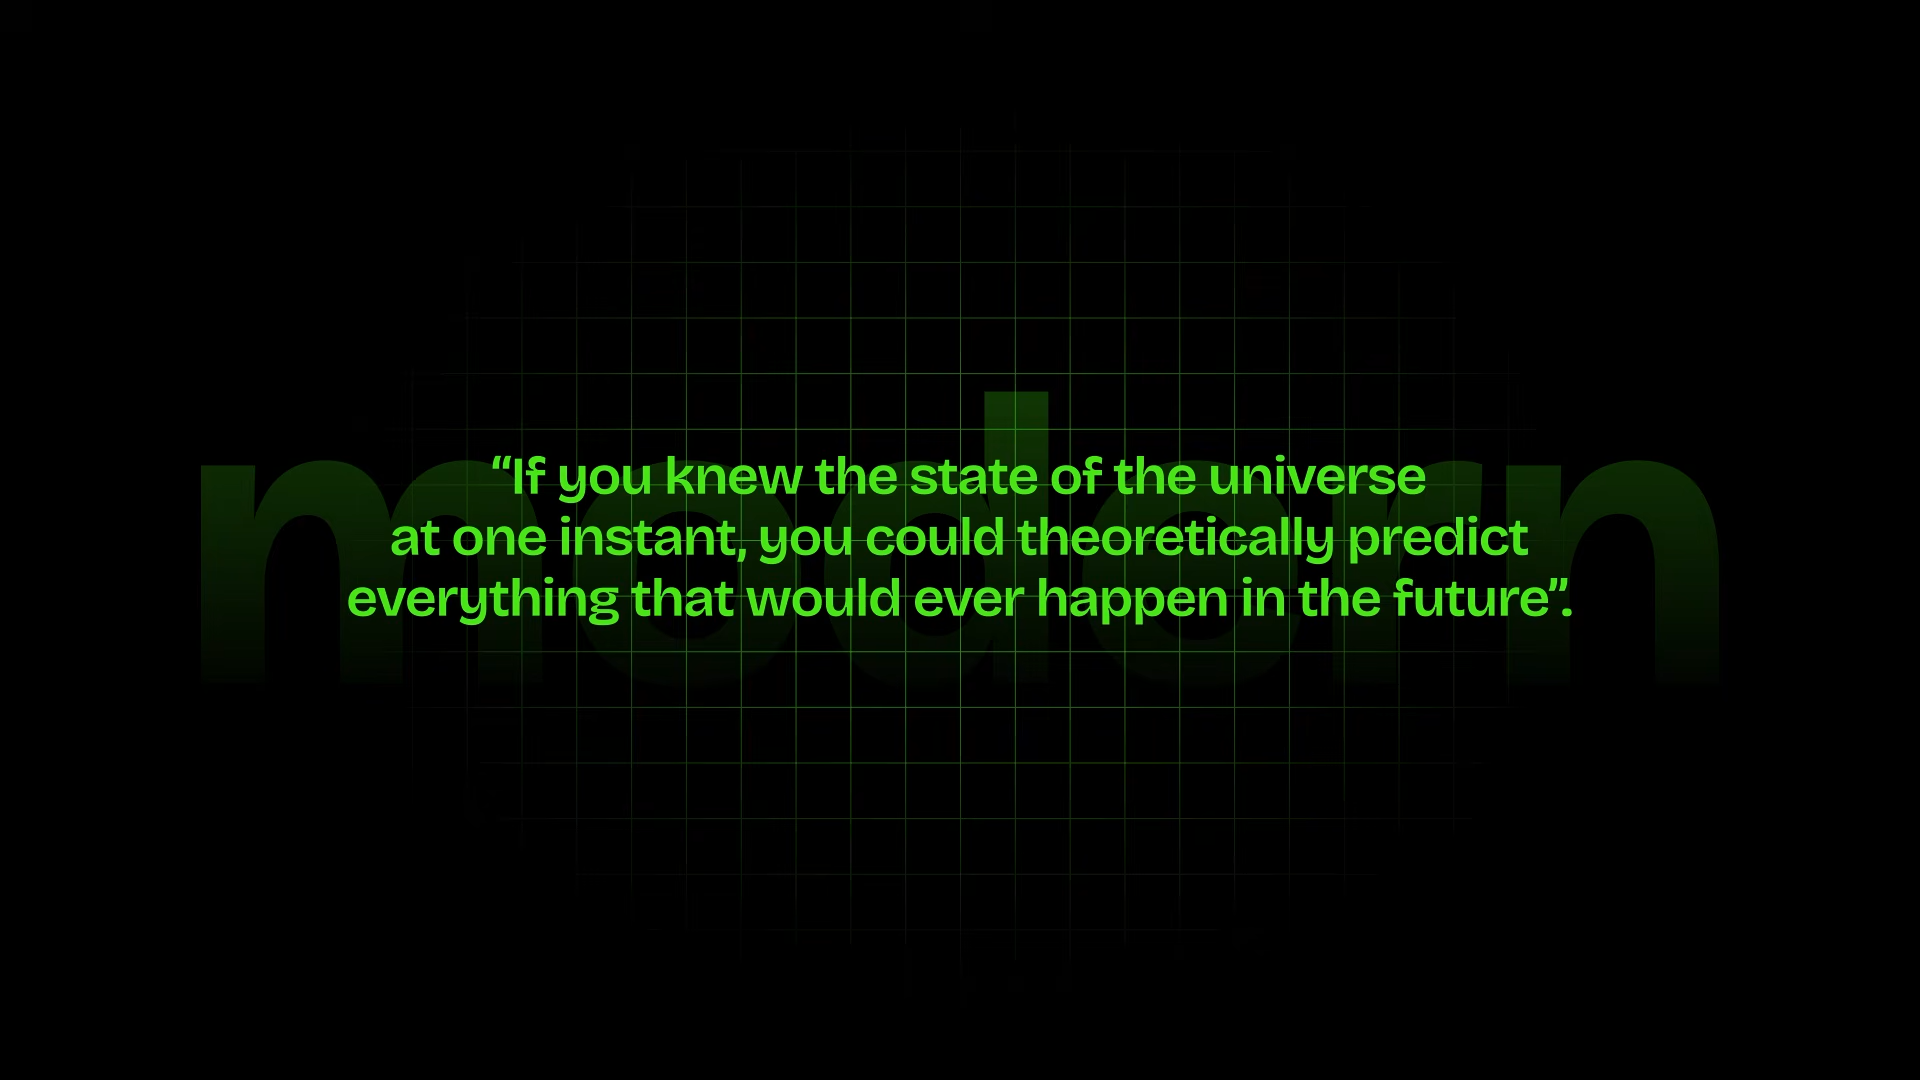 modern
“If you knew the state of the universe
at one instant, you could theoretically predict
everything that would ever happen in the future”.